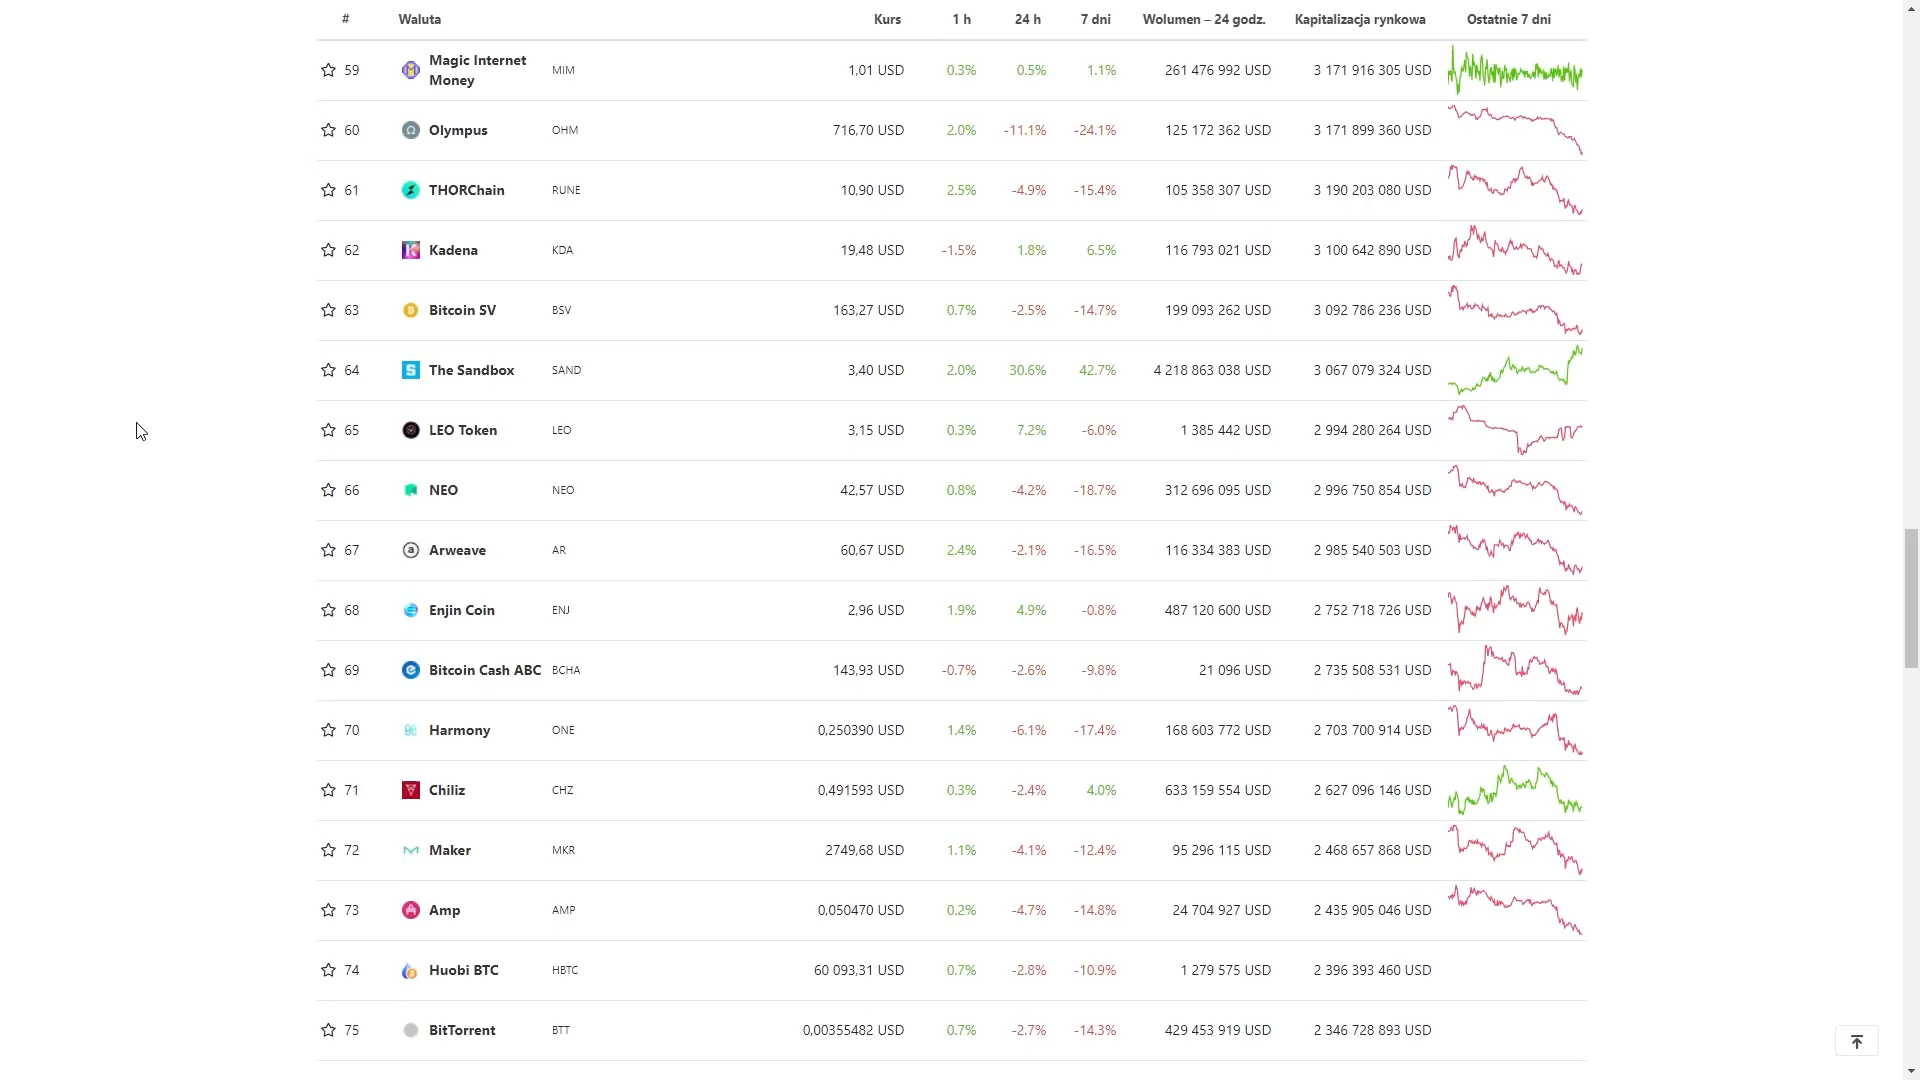 # Waluta Kurs 1 h 24 h 7 dni Wolumen – 24 godz. Kapitalizacja rynkowa Ostatnie 7 dni
59 Magic Internet Money MIM 1,01 USD 0.3% 0.5% 1.1% 261 476 992 USD 3 171 916 305 USD
60 Olympus OHM 716,70 USD 2.0% -11.1% -24.1% 125 172 362 USD 3 171 899 360 USD
61 THORChain RUNE 10,90 USD 2.5% -4.9% -15.4% 105 358 307 USD 3 190 203 080 USD
62 Kadena KDA 19,48 USD -1.5% 1.8% 6.5% 116 793 021 USD 3 100 642 890 USD
63 Bitcoin SV BSV 163,27 USD 0.7% -2.5% -14.7% 199 093 262 USD 3 092 786 236 USD
64 The Sandbox SAND 3,40 USD 2.0% 30.6% 42.7% 4 218 863 038 USD 3 067 079 324 USD
65 LEO Token LEO 3,15 USD 0.3% 7.2% -6.0% 1 385 442 USD 2 994 280 264 USD
66 NEO NEO 42,57 USD 0.8% -4.2% -18.7% 312 696 095 USD 2 996 750 854 USD
67 Arweave AR 60,67 USD 2.4% -2.1% -16.5% 116 334 383 USD 2 985 540 503 USD
68 Enjin Coin ENJ 2,96 USD 1.9% 4.9% -0.8% 487 120 600 USD 2 752 718 726 USD
69 Bitcoin Cash ABC BCHA 143,93 USD -0.7% -2.6% -9.8% 21 096 USD 2 735 508 531 USD
70 Harmony ONE 0,250390 USD 1.4% -6.1% -17.4% 168 603 772 USD 2 703 700 914 USD
71 Chiliz CHZ 0,491593 USD 0.3% -2.4% 4.0% 633 159 554 USD 2 627 096 146 USD
72 Maker MKR 2749,68 USD 1.1% -4.1% -12.4% 95 296 115 USD 2 468 657 868 USD
73 Amp AMP 0,050470 USD 0.2% -4.7% -14.8% 24 704 927 USD 2 435 905 046 USD
74 Huobi BTC HBTC 60 093,31 USD 0.7% -2.8% -10.9% 1 279 575 USD 2 396 393 460 USD
75 BitTorrent BTT 0,00355482 USD 0.7% -2.7% -14.3% 429 453 919 USD 2 346 728 893 USD